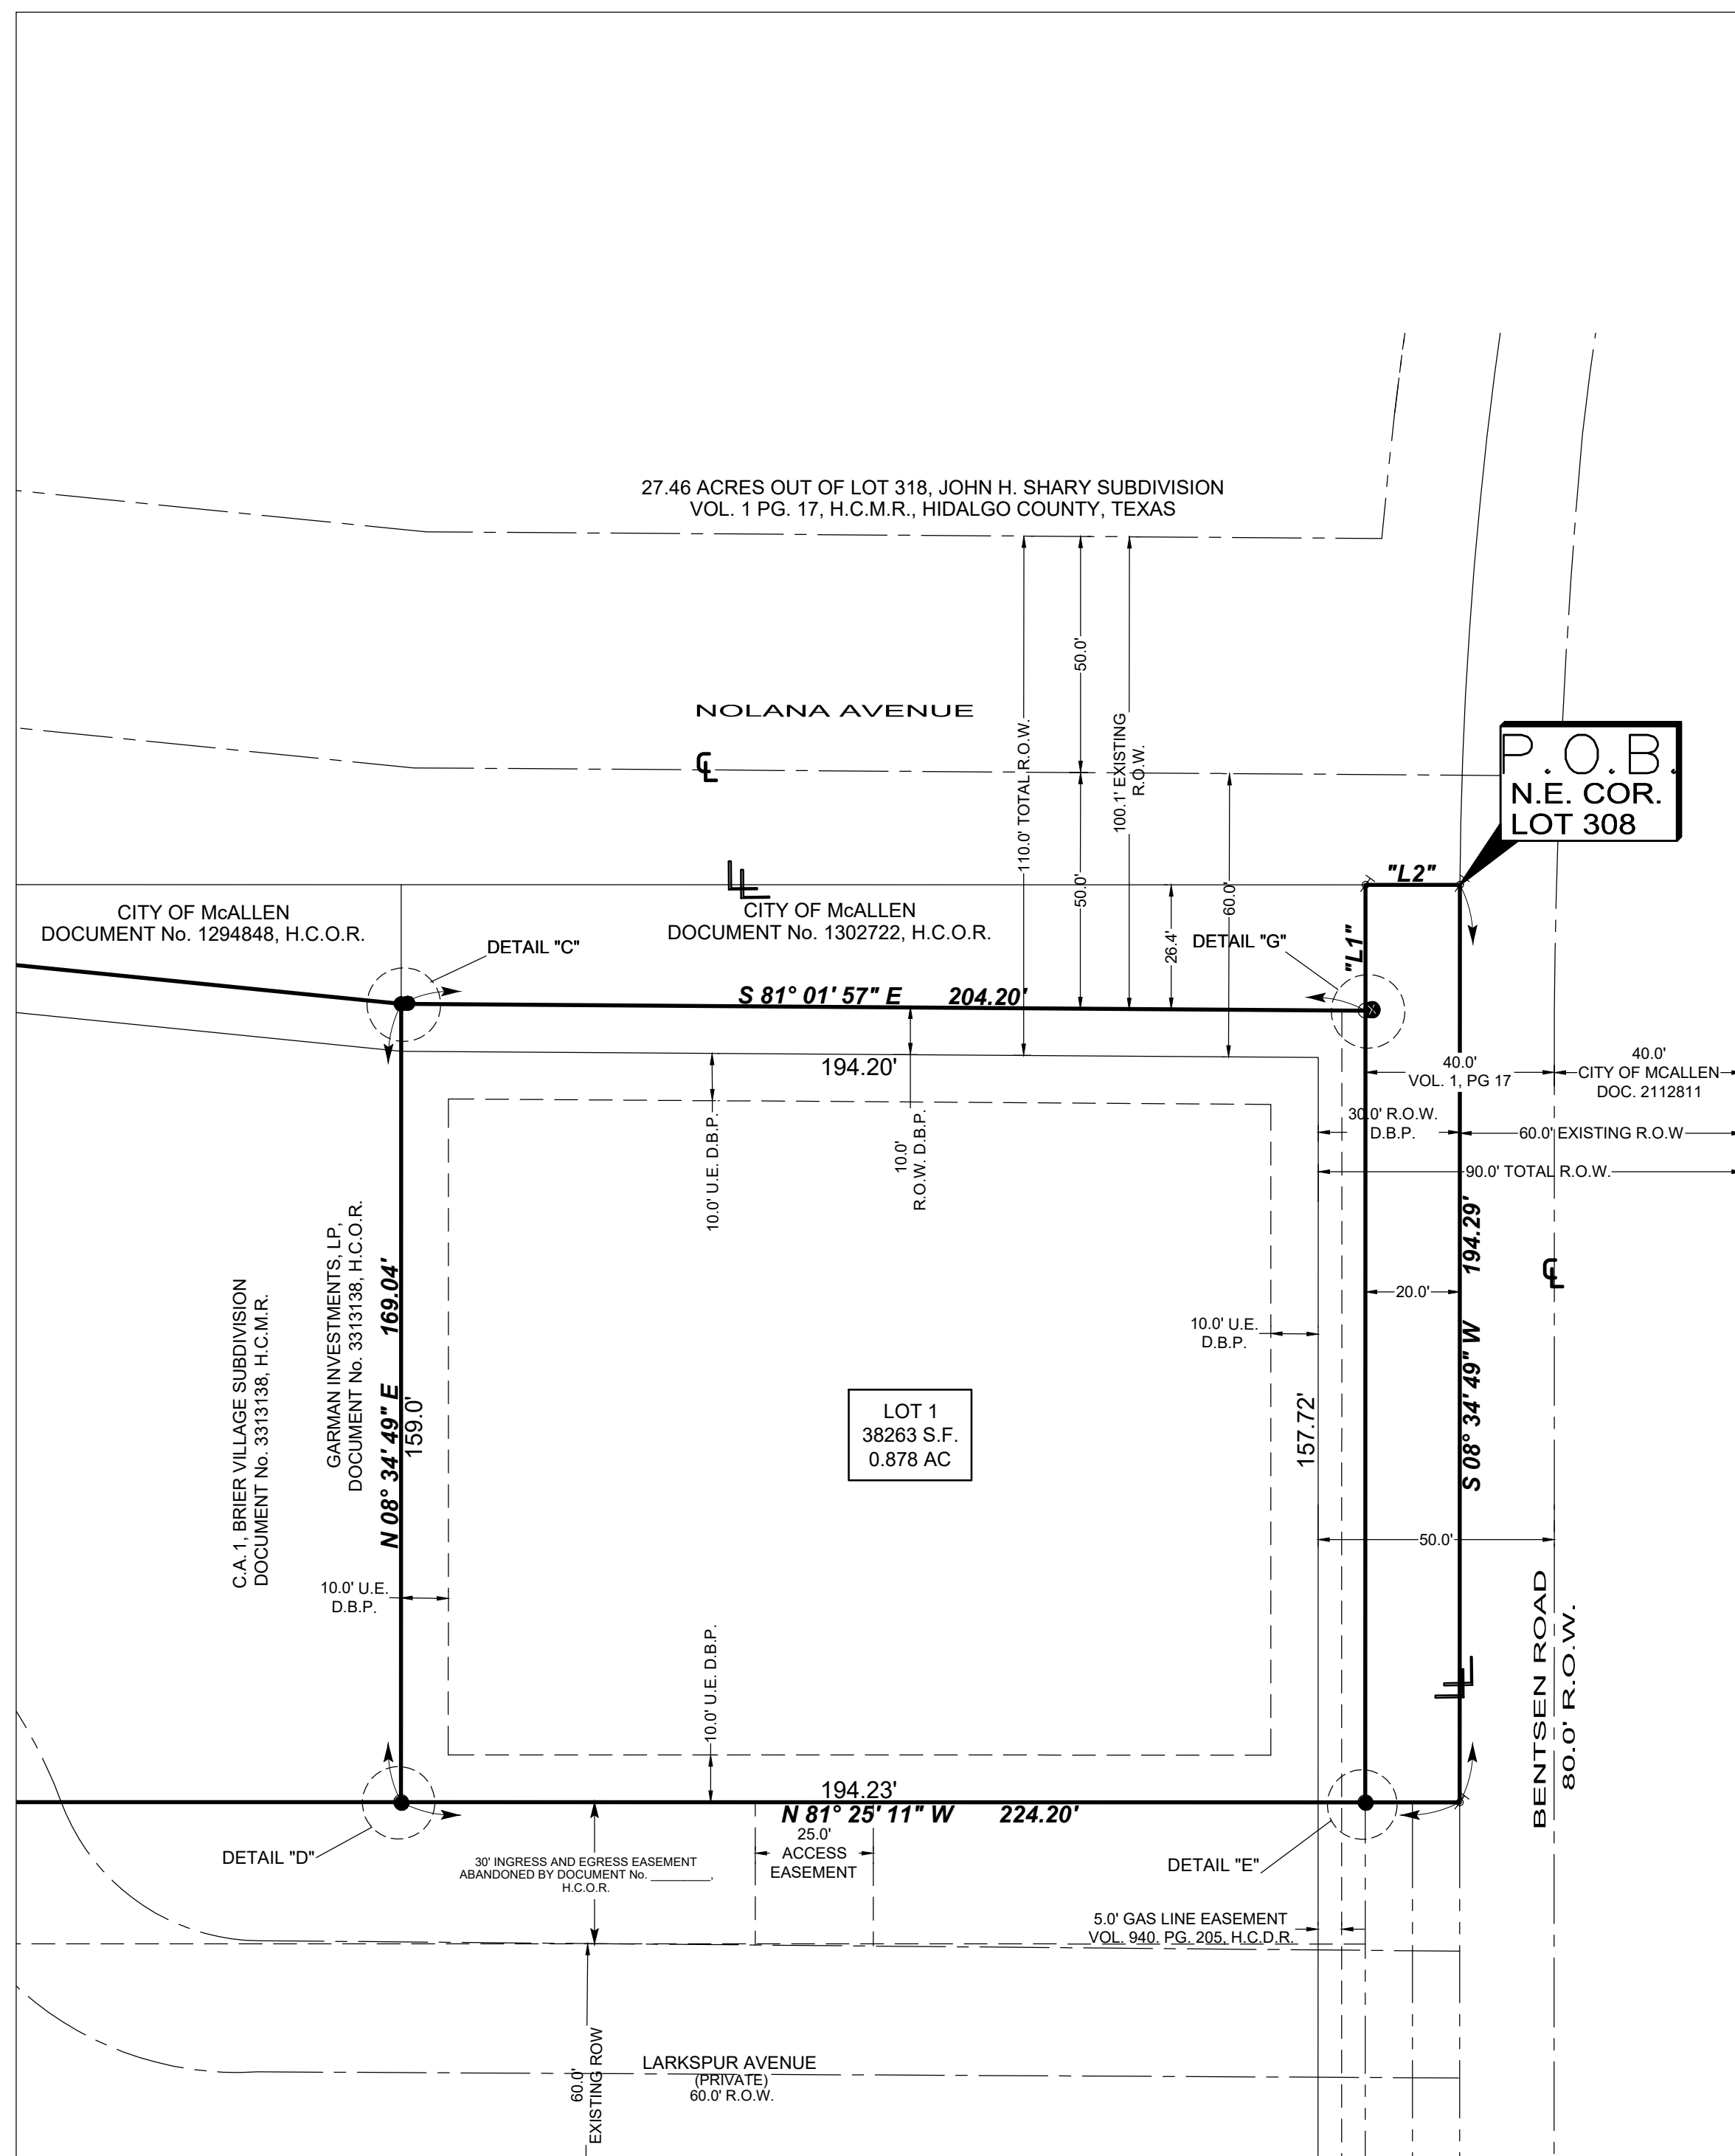 27.46 ACRES OUT OF LOT 318, JOHN H. SHARY SUBDIVISION
VOL. 1 PG. 17, H.C.M.R., HIDALGO COUNTY, TEXAS
50.0'
NOLANA AVENUE
110.0' TOTAL R.O.W.
100.1' EXISTING
R.O.W.
P.O.B.
N.E. COR.
LOT 308
"L2"
50.0'
60.0'
26.4'
CITY OF McALLEN
DOCUMENT No. 1294848, H.C.O.R.
CITY OF McALLEN
DOCUMENT No. 1302722, H.C.O.R.
DETAIL "C"
DETAIL "G"
"L1"
S 81° 01' 57" E 204.20'
194.20'
40.0'
VOL. 1, PG 17
40.0'
CITY OF MCALLEN
DOC. 2112811
30.0' R.O.W.
D.B.P.
60.0' EXISTING R.O.W
90.0' TOTAL R.O.W.
10.0' U.E. D.B.P.
10.0'
R.O.W. D.B.P.
C.A. 1, BRIER VILLAGE SUBDIVISION
DOCUMENT No. 3313138, H.C.M.R.
GARMAN INVESTMENTS, LP,
DOCUMENT No. 3313138, H.C.O.R.
N 08° 34' 49" E 169.04'
159.0'
20.0'
10.0' U.E.
D.B.P.
S 08° 34' 49" W 194.29'
LOT 1
38263 S.F.
0.878 AC
157.72'
50.0'
10.0' U.E.
D.B.P.
10.0' U.E. D.B.P.
BENTSEN ROAD
80.0' R.O.W.
194.23'
N 81° 25' 11" W 224.20'
25.0'
ACCESS
EASEMENT
DETAIL "D"
30' INGRESS AND EGRESS EASEMENT
ABANDONED BY DOCUMENT No. _________,
H.C.O.R.
DETAIL "E"
5.0' GAS LINE EASEMENT
VOL. 940. PG. 205, H.C.D.R.
60.0'
EXISTING ROW
LARKSPUR AVENUE
(PRIVATE)
60.0' R.O.W.